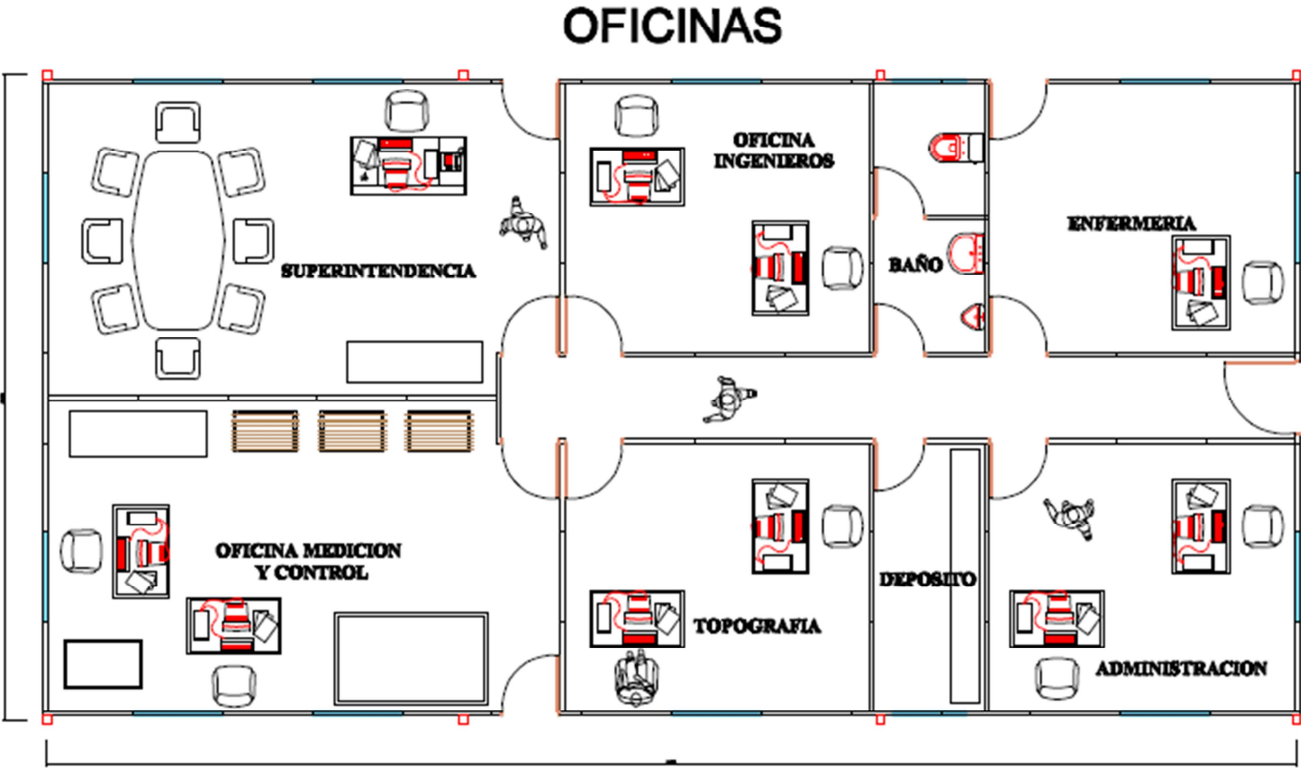 OFICINAS
OFICINA
INGENIEROS
ENFERMERIA
BAÑO
SUPERINTENDENCIA
OFICINA MEDICION
Y CONTROL
DEPOSITO
TOPOGRAFIA
ADMINISTRACION